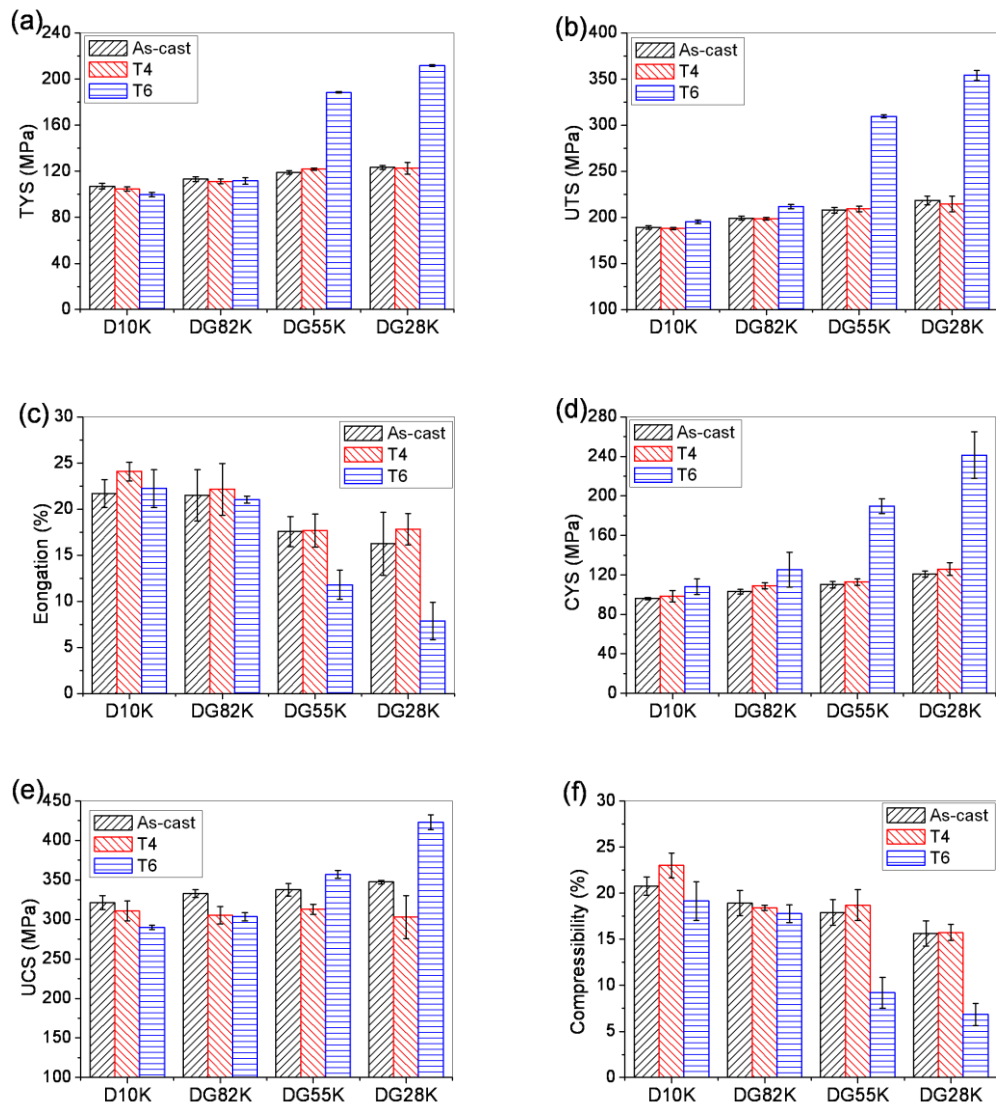 (a)
As-cast
T4
T6
TYS (MPa)
240
200
160
120
80
40
0
D10K DG82K DG55K DG28K
(b)
As-cast
T4
T6
UTS (MPa)
400
350
300
250
200
150
100
D10K DG82K DG55K DG28K
(c)
As-cast
T4
T6
Eongation (%)
30
25
20
15
10
5
0
D10K DG82K DG55K DG28K
(d)
As-cast
T4
T6
CYS (MPa)
280
240
200
160
120
80
40
0
D10K DG82K DG55K DG28K
(e)
As-cast
T4
T6
UCS (MPa)
450
400
350
300
250
200
150
100
D10K DG82K DG55K DG28K
(f)
As-cast
T4
T6
Compressibility (%)
30
25
20
15
10
5
0
D10K DG82K DG55K DG28K